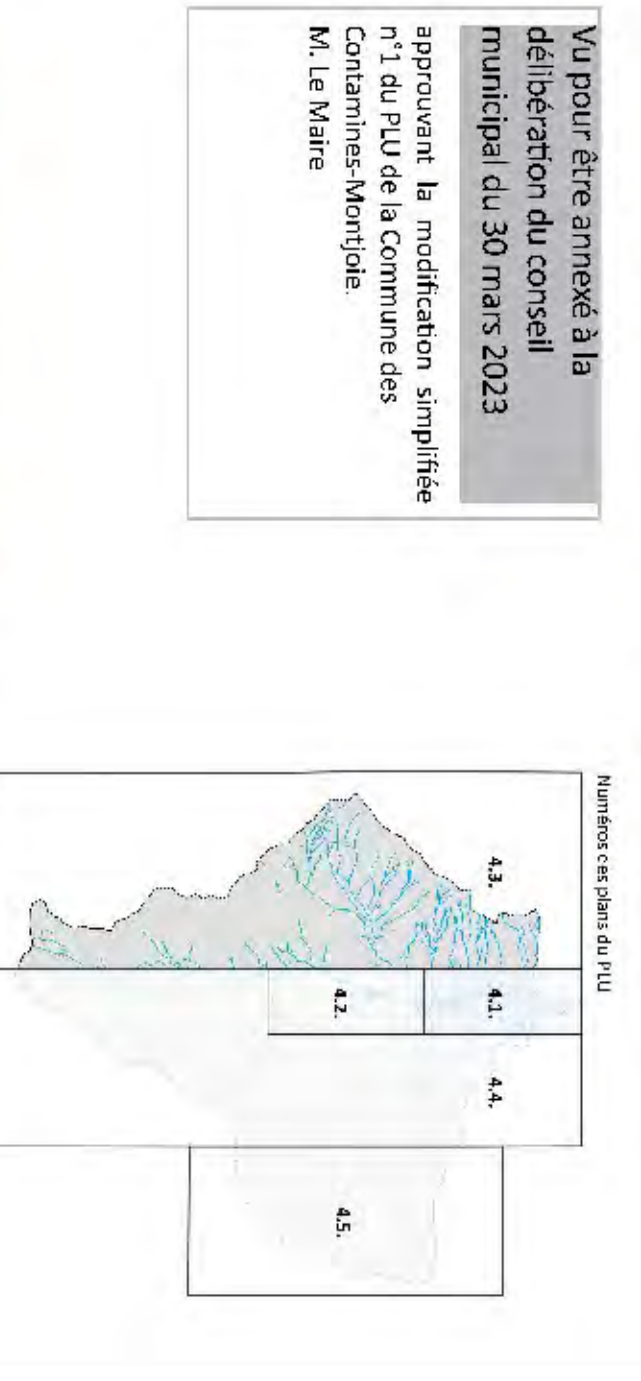 Vu pour être annexé à la
délibération du conseil
municipal du 30 mars 2023
approuvant la modification simplifiée
n°1 du PLU de la Commune des
Contamines-Montjoie.
M. Le Maire
Numéros ces plans du PLU
4.3.
4.1.
4.2.
4.4.
4.5.